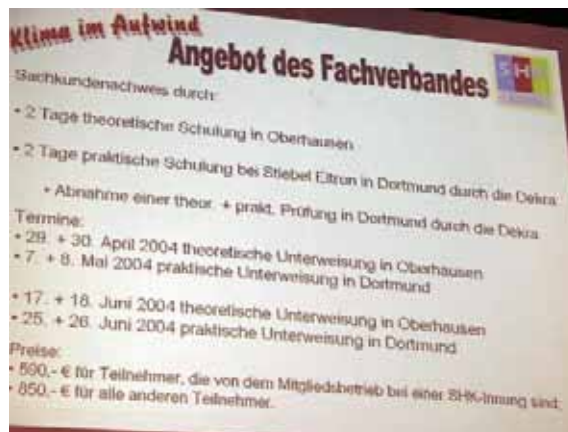 Klima im Aufwind
Angebot des Fachverbandes
SHK
Sachkundenachweis durch:
• 2 Tage theoretische Schulung in Oberhausen
• 2 Tage praktische Schulung bei Stiebel Eltron in Dortmund durch die Dekra
• Abnahme einer theor. + prakt. Prüfung in Dortmund durch die Dekra
Termine:
• 29. + 30. April 2004 theoretische Unterweisung in Oberhausen
• 7. + 8. Mai 2004 praktische Unterweisung in Dortmund
• 17. + 18. Juni 2004 theoretische Unterweisung in Oberhausen
• 25. + 26. Juni 2004 praktische Unterweisung in Dortmund
Preise:
• 590,- € für Teilnehmer, die von dem Mitgliedsbetrieb bei einer SHK-Innung sind.
• 850,- € für alle anderen Teilnehmer.